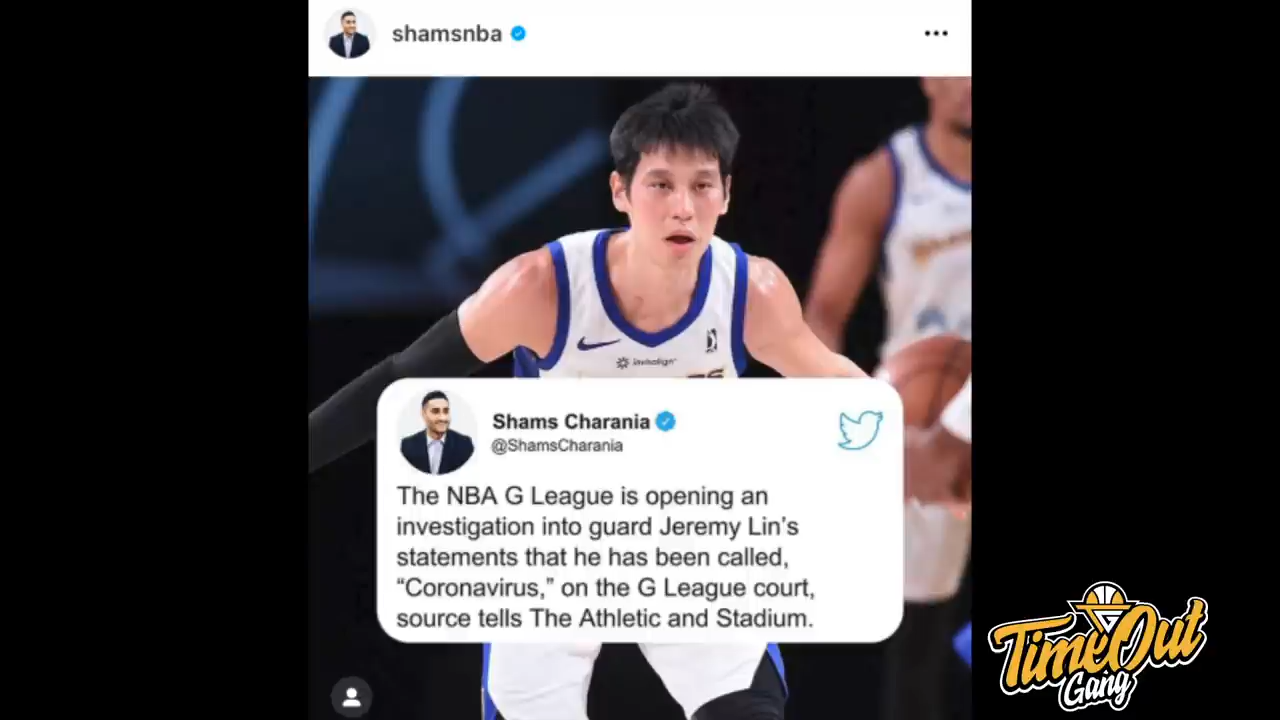 shamsnba
invisalign
Shams Charania
@ShamsCharania
The NBA G League is opening an
investigation into guard Jeremy Lin’s
statements that he has been called,
“Coronavirus,” on the G League court,
source tells The Athletic and Stadium.
TimeOut
Gang